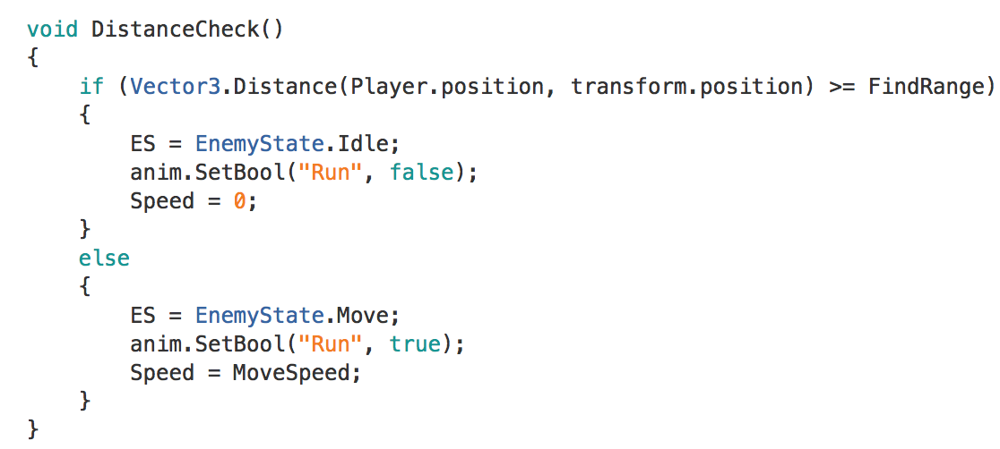 void DistanceCheck()
{
    if (Vector3.Distance(Player.position, transform.position) >= FindRange)
    {
        ES = EnemyState.Idle;
        anim.SetBool("Run", false);
        Speed = 0;
    }
    else
    {
        ES = EnemyState.Move;
        anim.SetBool("Run", true);
        Speed = MoveSpeed;
    }
}